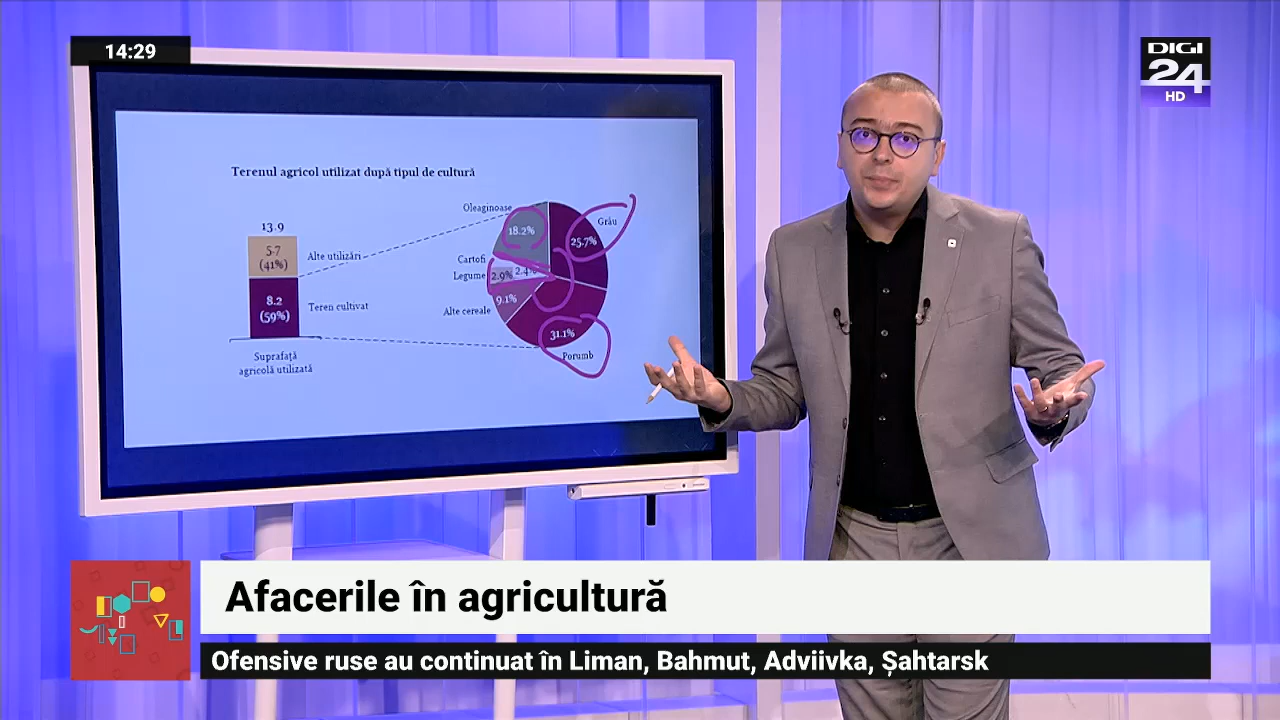 14:29
DIGI
24
HD
Terenul agricol utilizat după tipul de cultură
13.9
5.7
(41%)
Alte utilizări
8.2
(59%)
Teren cultivat
Suprafață
agricolă utilizată
Oleaginoase
18.2%
Grâu
25.7%
Cartofi
2.4%
Legume
2.9%
9.1%
Alte cereale
31.1%
Porumb
Afacerile în agricultură
Ofensive ruse au continuat în Liman, Bahmut, Adviivka, Șahtarsk